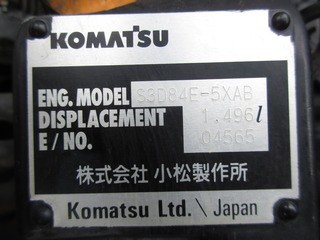 KOMATSU
ENG. MODEL S3D84E-5XAB
DISPLACEMENT 1.496 l
E / NO. 04565
株式会社 小松製作所
Komatsu Ltd. \ Japan